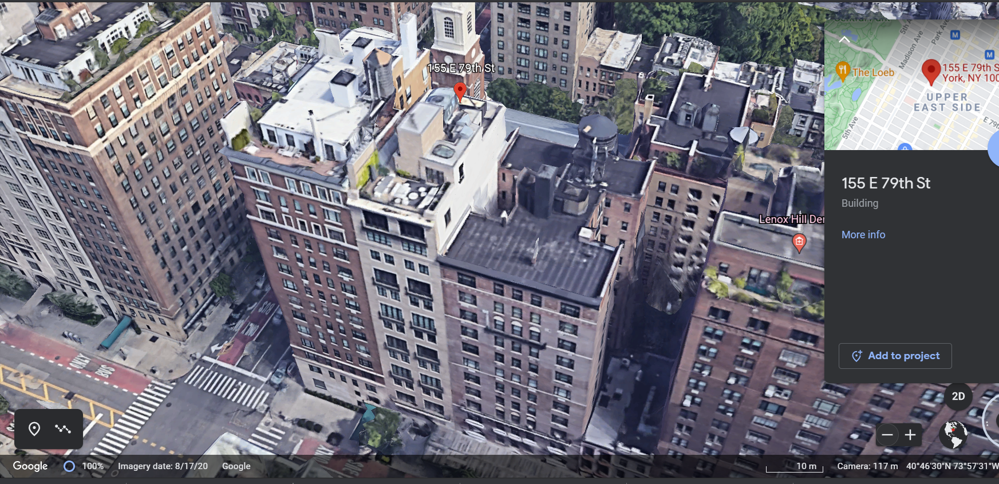 155 E 79th St
Lenox Hill Der
ONLY
BUS
5th A
Madison Ave
Park Av
M
M
The Loeb
155 E 79th S
York, NY 100
UPPER
EAST SIDE
5th Ave
E 79t
155 E 79th St
Building
More info
Add to project
2D
Google
100%
Imagery date: 8/17/20
Google
10 m
Camera: 117 m
40°46'30"N 73°57'31"W